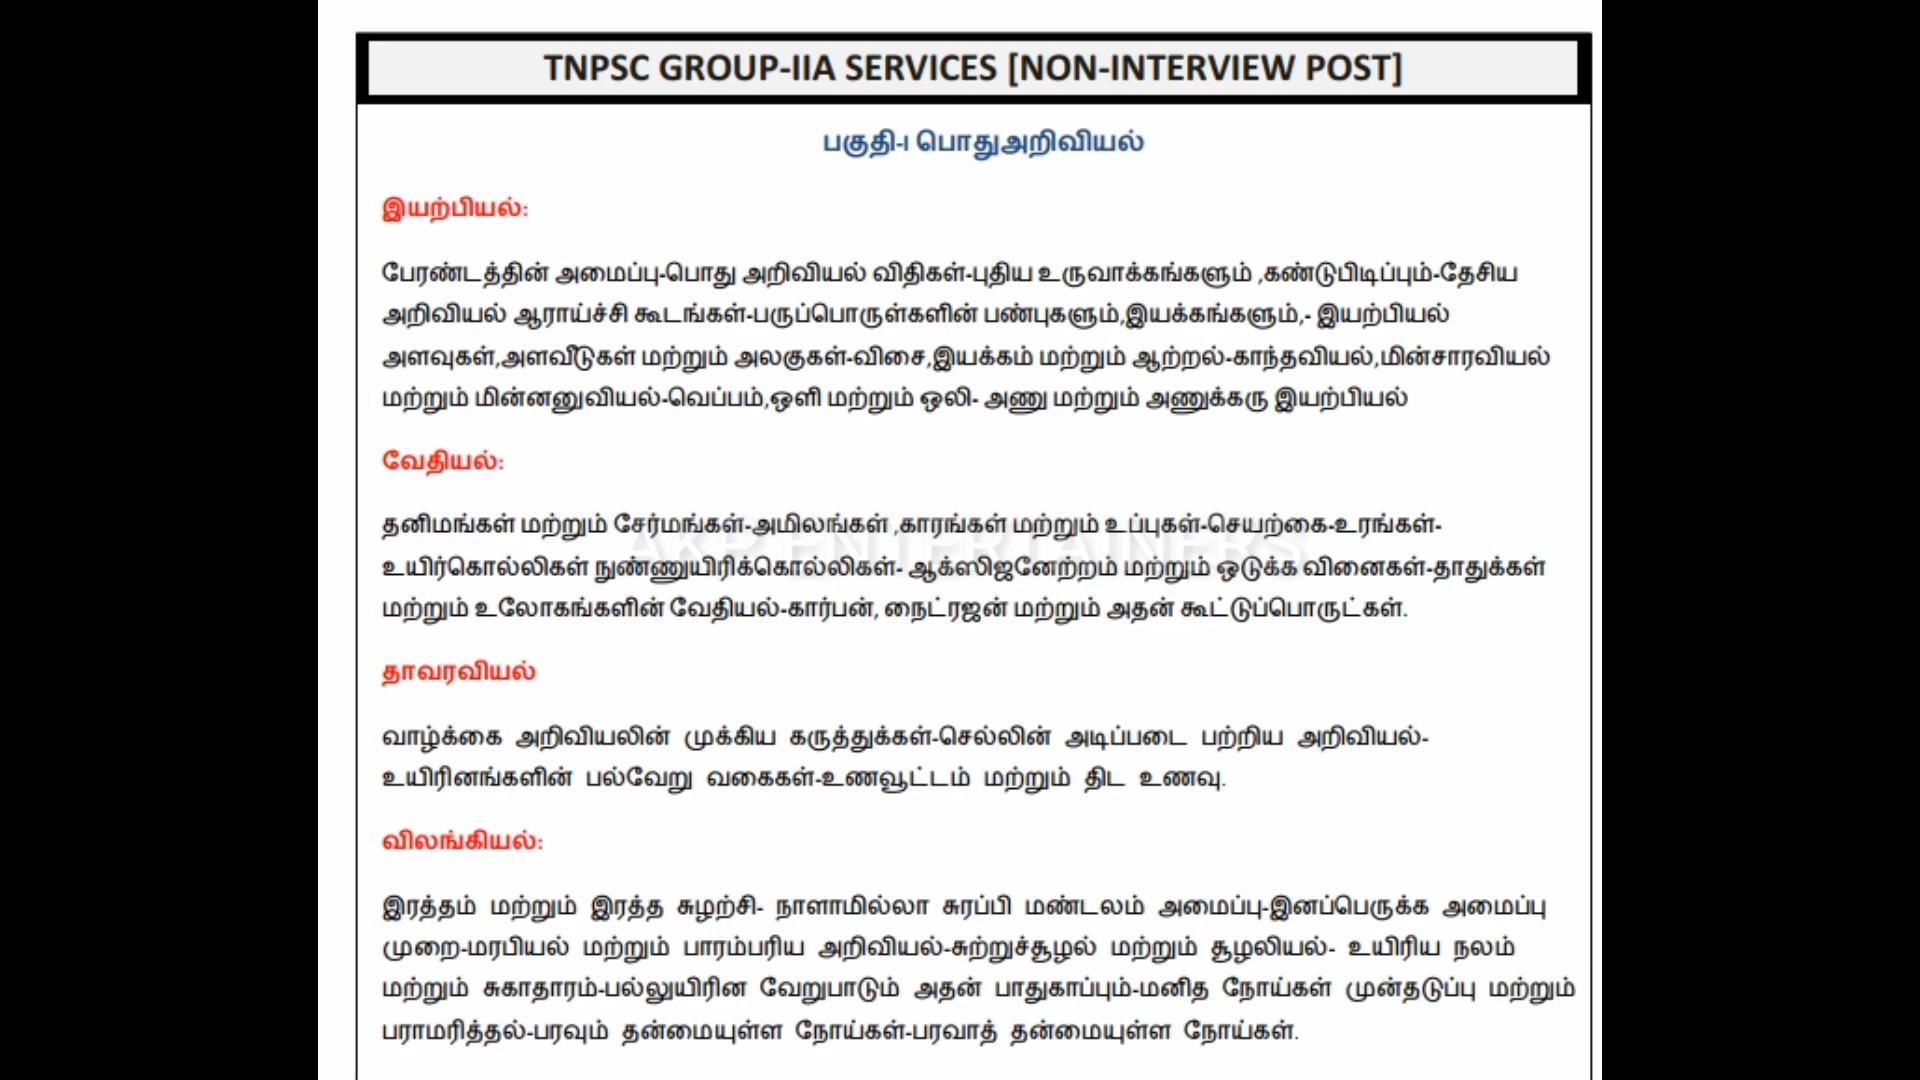 TNPSC GROUP-IIA SERVICES [NON-INTERVIEW POST]
பகுதி-I பொதுஅறிவியல்
இயற்பியல்:
பேரண்டத்தின் அமைப்பு-பொது அறிவியல் விதிகள்-புதிய உருவாக்கங்களும் ,கண்டுபிடிப்பும்-தேசிய
அறிவியல் ஆராய்ச்சி கூடங்கள்-பருப்பொருள்களின் பண்புகளும்,இயக்கங்களும்,- இயற்பியல்
அளவுகள்,அளவீடுகள் மற்றும் அலகுகள்-விசை,இயக்கம் மற்றும் ஆற்றல்-காந்தவியல்,மின்சாரவியல்
மற்றும் மின்னனுவியல்-வெப்பம்,ஒளி மற்றும் ஒலி- அணு மற்றும் அணுக்கரு இயற்பியல்
வேதியல்:
தனிமங்கள் மற்றும் சேர்மங்கள்-அமிலங்கள் ,காரங்கள் மற்றும் உப்புகள்-செயற்கை-உரங்கள்-
AKP ENTERTAINERS
உயிர்கொல்லிகள் நுண்ணுயிரிக்கொல்லிகள்- ஆக்ஸிஜனேற்றம் மற்றும் ஒடுக்க வினைகள்-தாதுக்கள்
மற்றும் உலோகங்களின் வேதியல்-கார்பன், நைட்ரஜன் மற்றும் அதன் கூட்டுப்பொருட்கள்.
தாவரவியல்
வாழ்க்கை அறிவியலின் முக்கிய கருத்துக்கள்-செல்லின் அடிப்படை பற்றிய அறிவியல்-
உயிரினங்களின் பல்வேறு வகைகள்-உணவூட்டம் மற்றும் திட உணவு.
விலங்கியல்:
இரத்தம் மற்றும் இரத்த சுழற்சி- நாளாமில்லா சுரப்பி மண்டலம் அமைப்பு-இனப்பெருக்க அமைப்பு
முறை-மரபியல் மற்றும் பாரம்பரிய அறிவியல்-சுற்றுச்சூழல் மற்றும் சூழலியல்- உயிரிய நலம்
மற்றும் சுகாதாரம்-பல்லுயிரின வேறுபாடும் அதன் பாதுகாப்பும்-மனித நோய்கள் முன்தடுப்பு மற்றும்
பராமரித்தல்-பரவும் தன்மையுள்ள நோய்கள்-பரவாத் தன்மையுள்ள நோய்கள்.